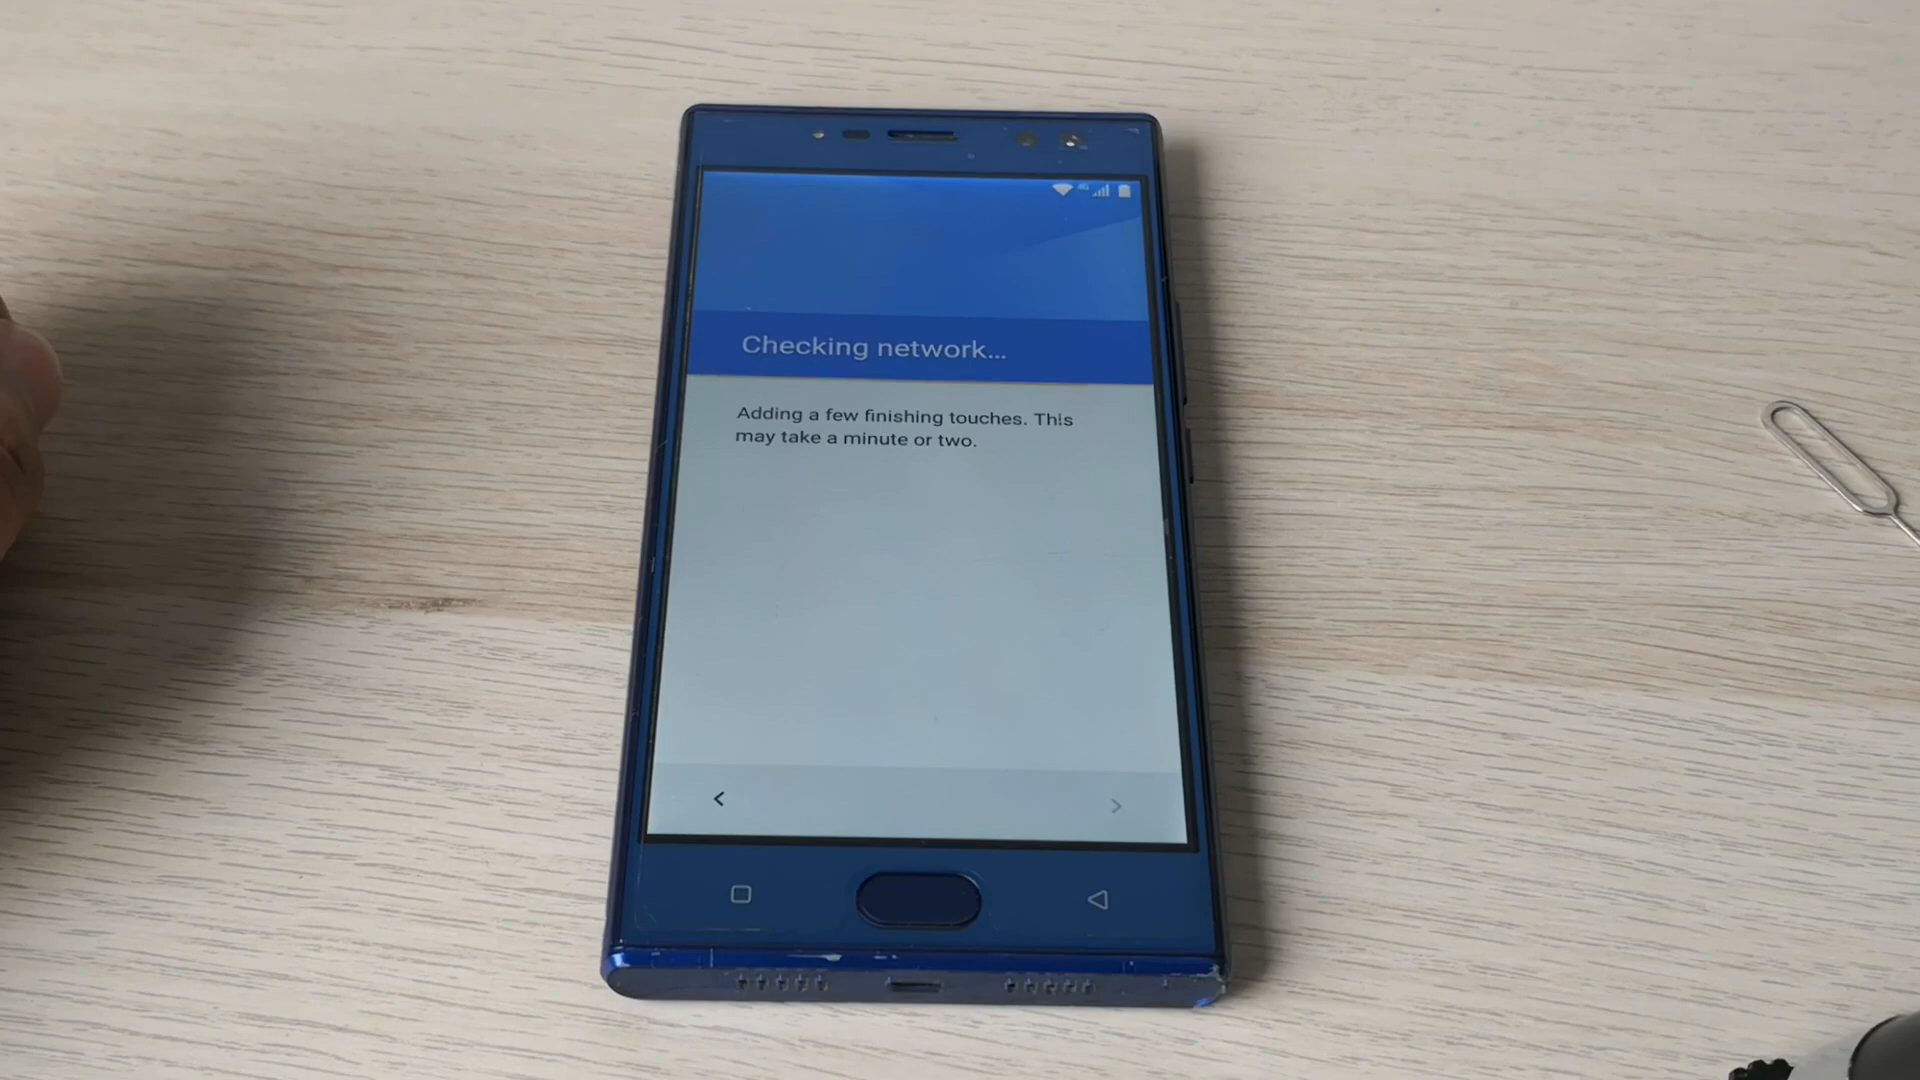 Checking network...
Adding a few finishing touches. This
may take a minute or two.